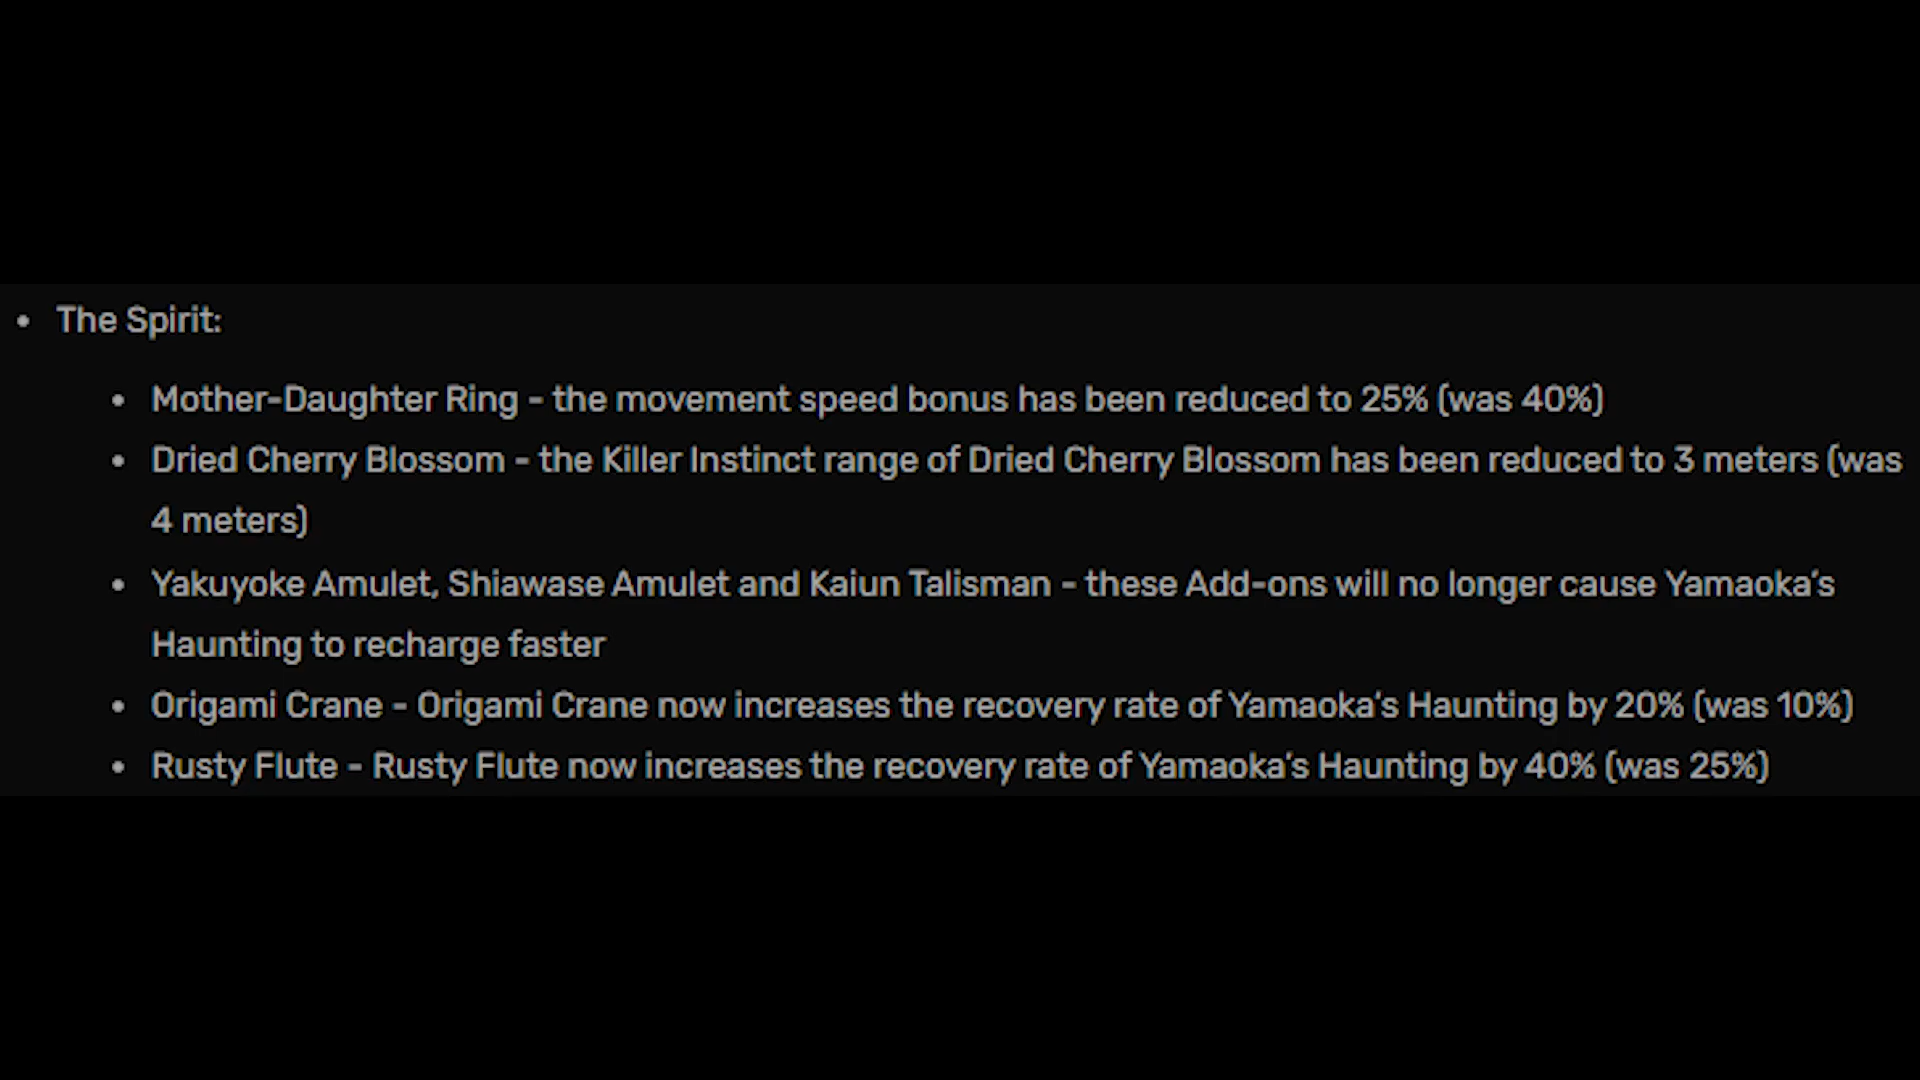 • The Spirit:
• Mother-Daughter Ring - the movement speed bonus has been reduced to 25% (was 40%)
• Dried Cherry Blossom - the Killer Instinct range of Dried Cherry Blossom has been reduced to 3 meters (was
4 meters)
• Yakuyoke Amulet, Shiawase Amulet and Kaiun Talisman - these Add-ons will no longer cause Yamaoka’s
Haunting to recharge faster
• Origami Crane - Origami Crane now increases the recovery rate of Yamaoka’s Haunting by 20% (was 10%)
• Rusty Flute - Rusty Flute now increases the recovery rate of Yamaoka’s Haunting by 40% (was 25%)